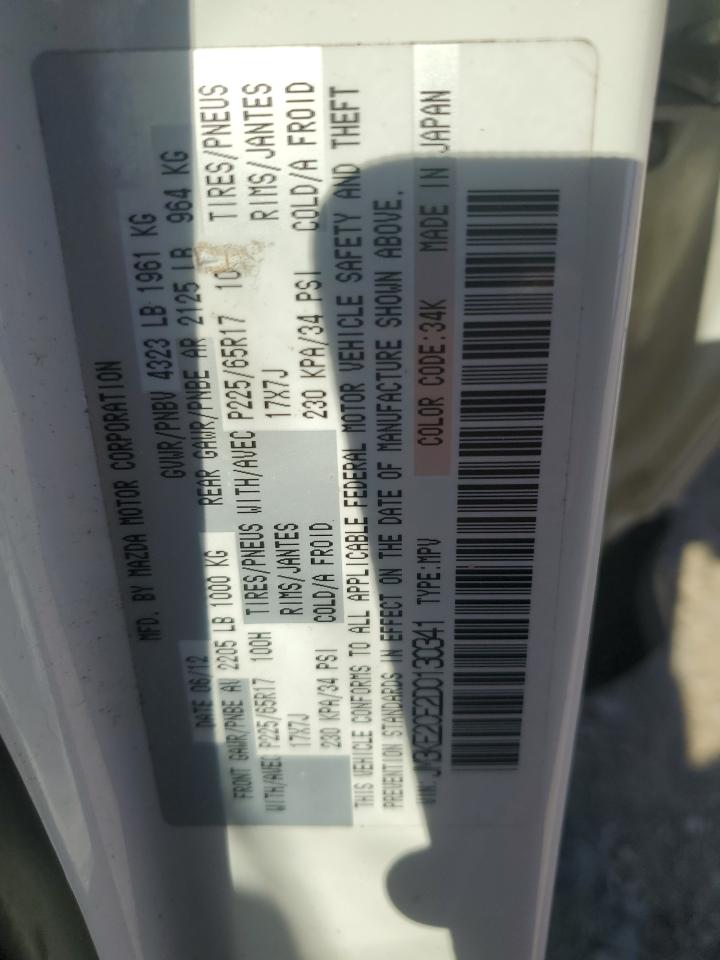 MFD. BY MAZDA MOTOR CORPORATION
DATE 06/12 GVWR/PNBV 4323 LB 1961 KG
FRONT GAWR/PNBE AV 2205 LB 1000 KG REAR GAWR/PNBE AR 2125 LB 964 KG
WITH/AVEC P225/65R17 100H TIRES/PNEUS WITH/AVEC P225/65R17 TIRES/PNEUS
17X7J RIMS/JANTES 17X7J RIMS/JANTES
230 KPA/34 PSI COLD/A FROID 230 KPA/34 PSI COLD/A FROID
THIS VEHICLE CONFORMS TO ALL APPLICABLE FEDERAL MOTOR VEHICLE SAFETY AND THEFT
PREVENTION STANDARDS IN EFFECT ON THE DATE OF MANUFACTURE SHOWN ABOVE.
VIN: JM3KE2CE2D0130341 TYPE:MPV COLOR CODE:34K MADE IN JAPAN